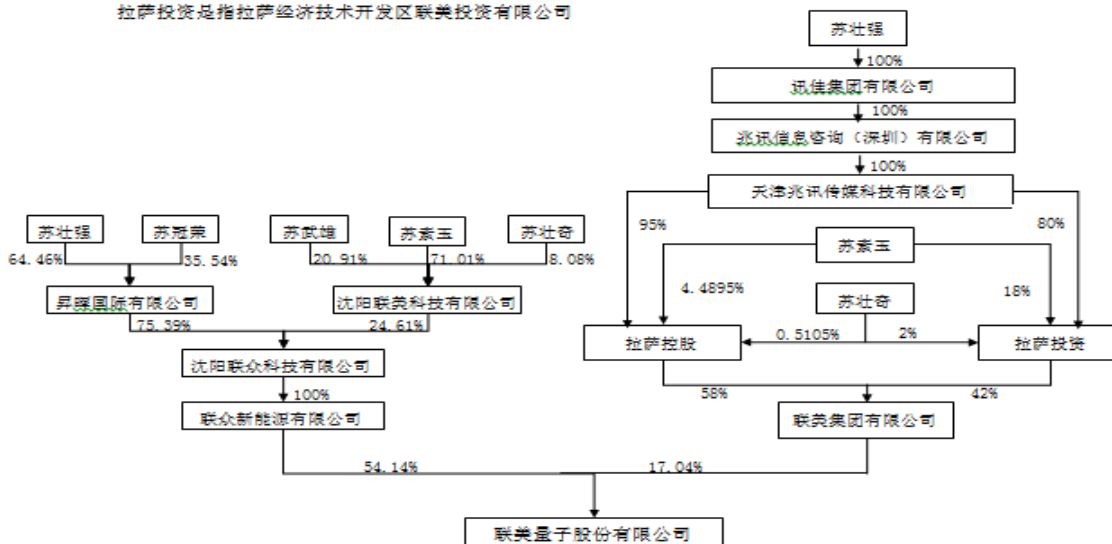 拉萨投资是指拉萨经济技术开发区联美投资有限公司
苏壮强
100%
讯佳集团有限公司
100%
兆讯信息咨询（深圳）有限公司
100%
天津兆讯传媒科技有限公司
95%
80%
苏壮强
苏冠荣
苏武雄
苏素玉
苏壮奇
苏素玉
64.46%
35.54%
20.91%
71.01%
8.08%
4.4895%
18%
昇晖国际有限公司
沈阳联美科技有限公司
苏壮奇
75.39%
24.61%
0.5105%
2%
拉萨控股
拉萨投资
沈阳联众科技有限公司
100%
58%
42%
联众新能源有限公司
联美集团有限公司
54.14%
17.04%
联美量子股份有限公司